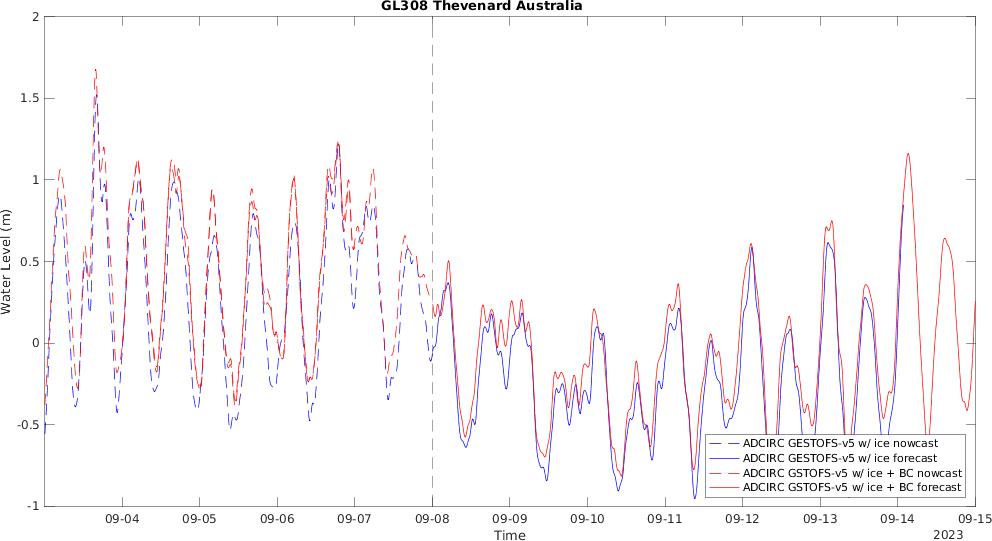 GL308 Thevenard Australia
Water Level (m)
2
1.5
1
0.5
0
-0.5
-1
ADCIRC GESTOFS-v5 w/ ice nowcast
ADCIRC GESTOFS-v5 w/ ice forecast
ADCIRC GSTOFS-v5 w/ ice + BC nowcast
ADCIRC GSTOFS-v5 w/ ice + BC forecast
09-04 09-05 09-06 09-07 09-08 09-09 09-10 09-11 09-12 09-13 09-14 09-15
Time
2023